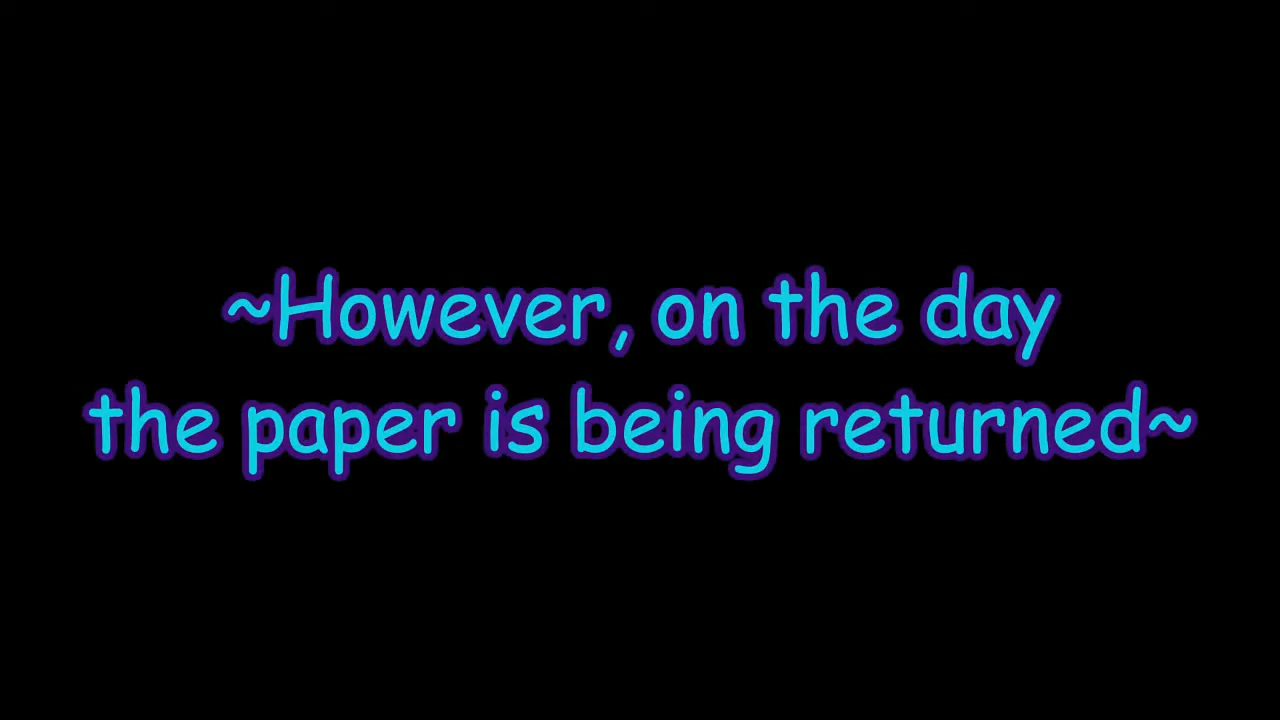 ~However, on the day
the paper is being returned~